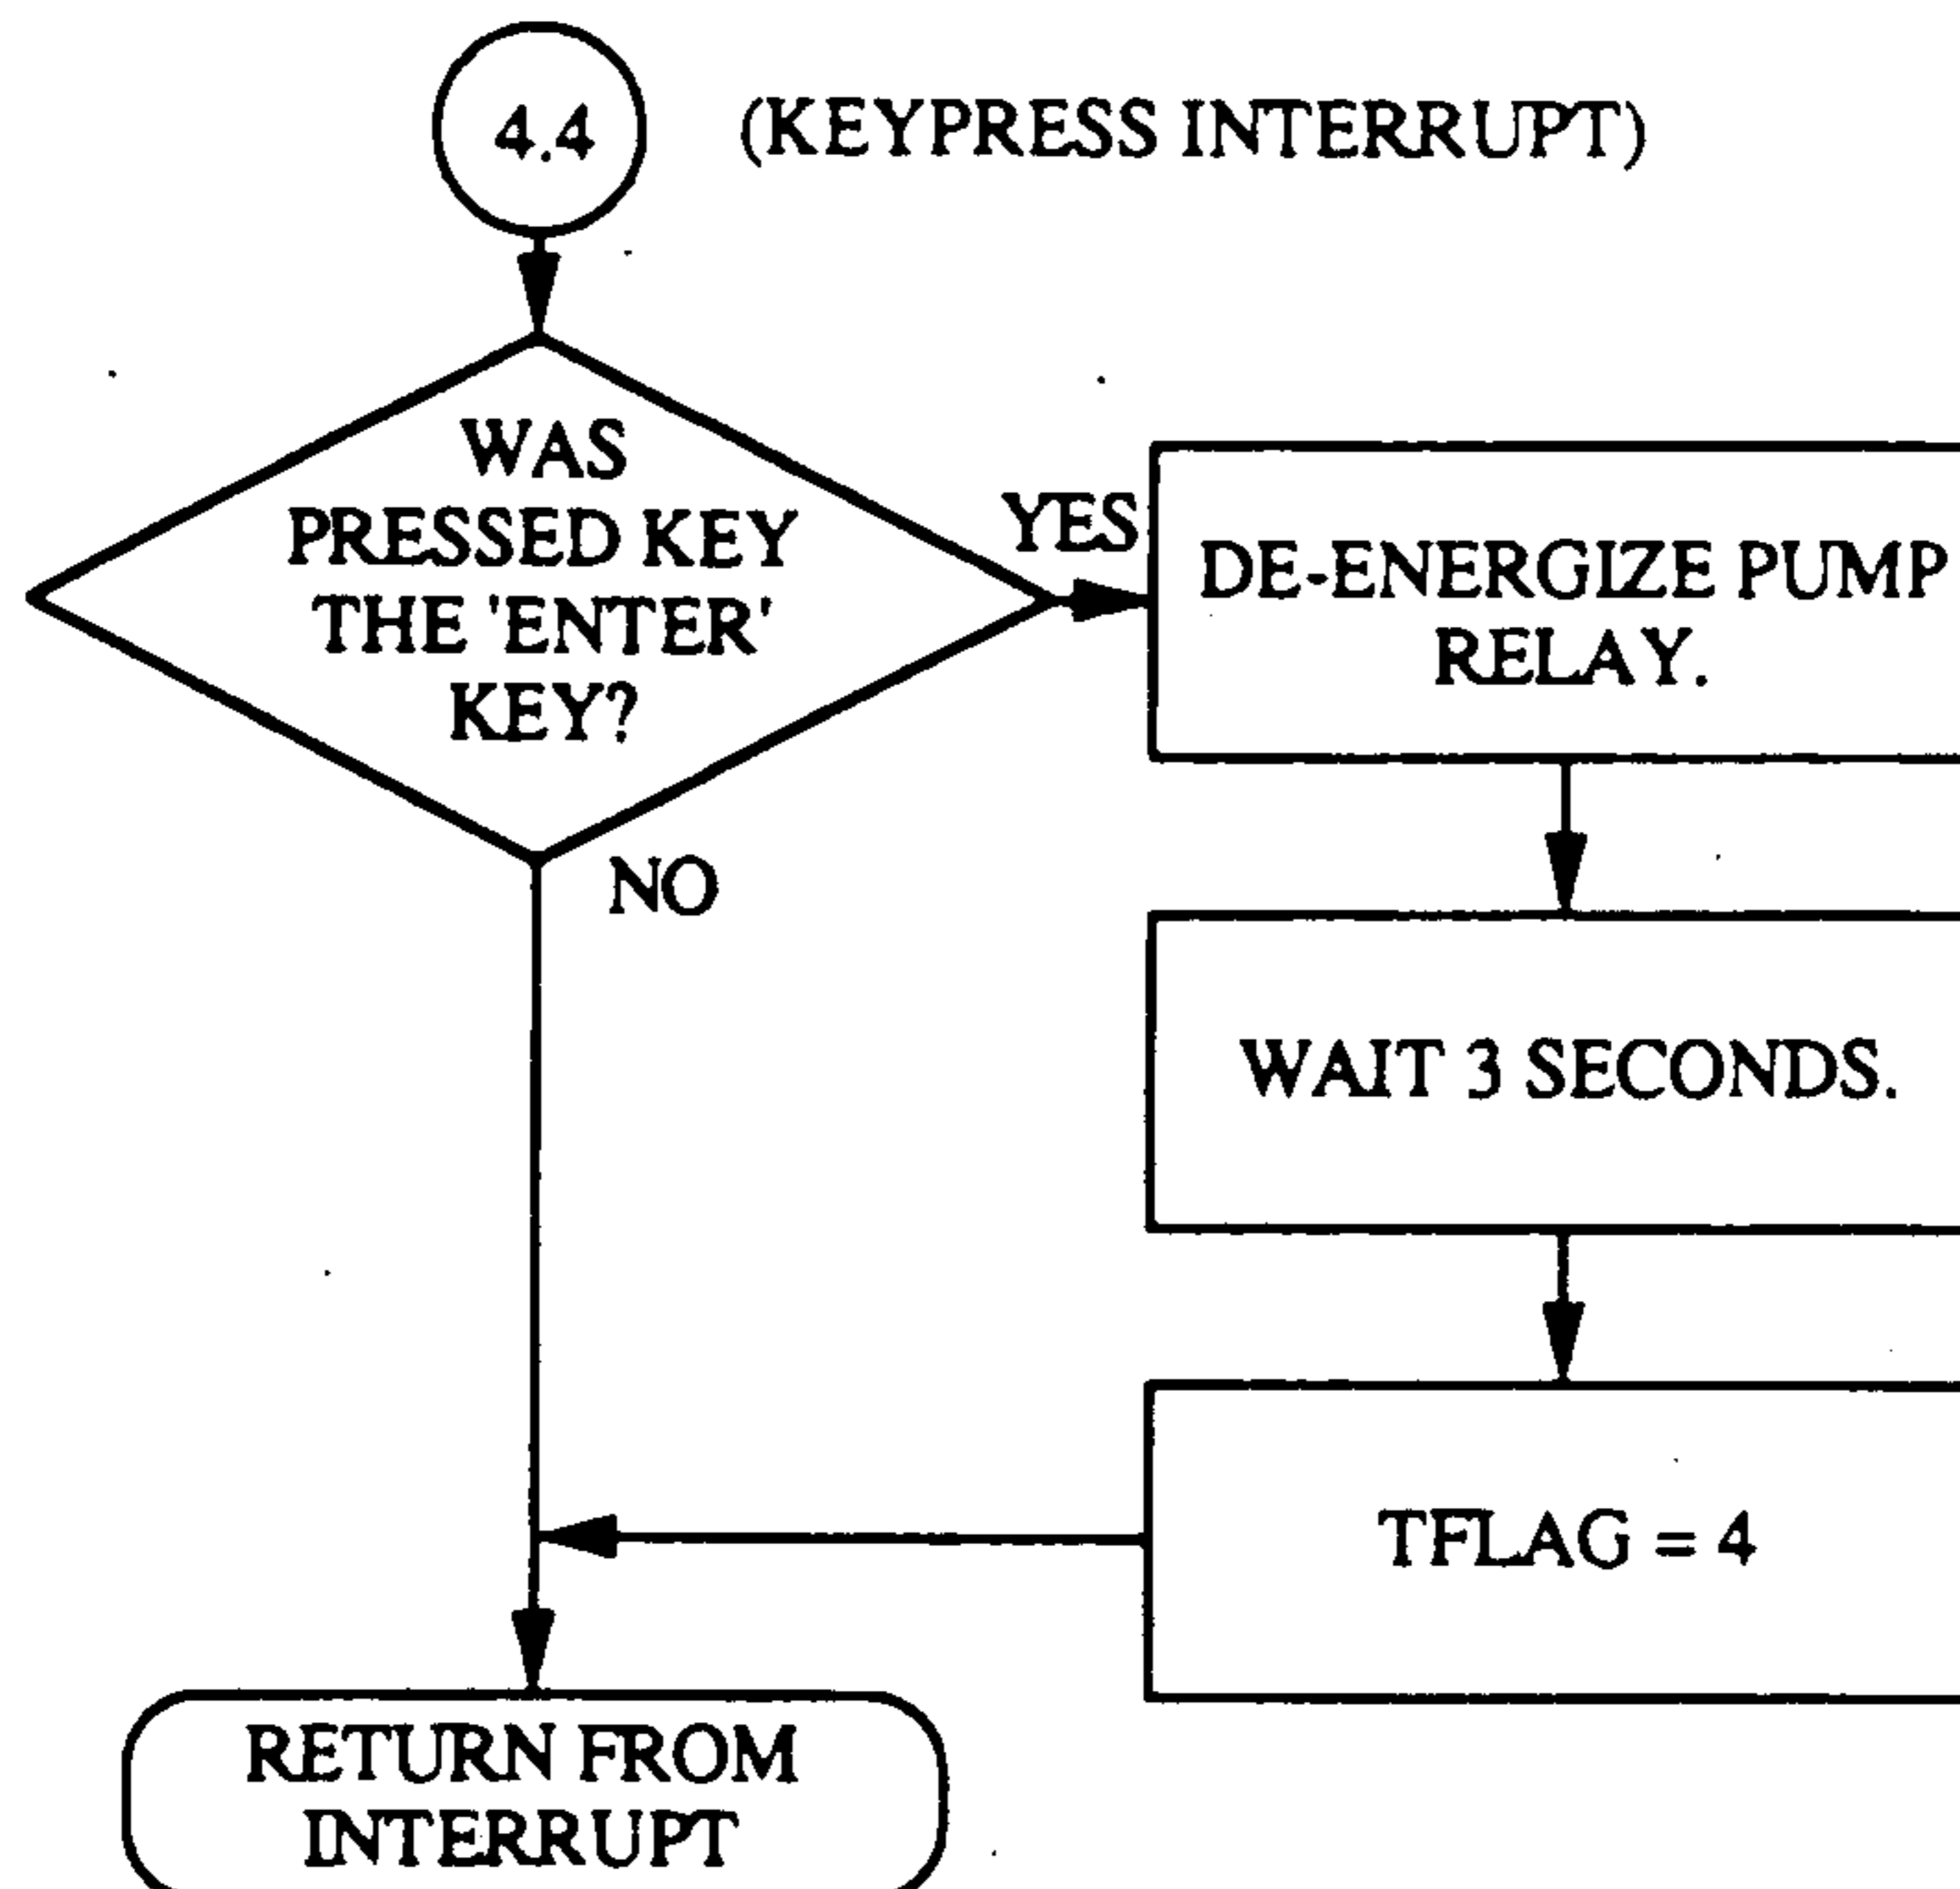 4.4
(KEYPRESS INTERRUPT)
WAS
PRESSED KEY
THE 'ENTER'
KEY?
YES
DE-ENERGIZE PUMP
RELAY.
NO
WAIT 3 SECONDS.
TFLAG = 4
RETURN FROM
INTERRUPT